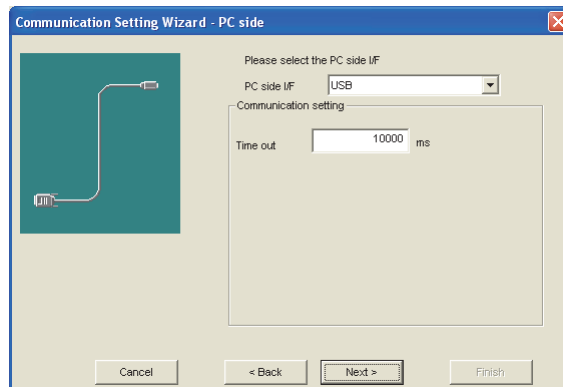 Communication Setting Wizard - PC side
Please select the PC side I/F
PC side I/F USB
Communication setting
Time out 10000 ms
Cancel < Back Next > Finish